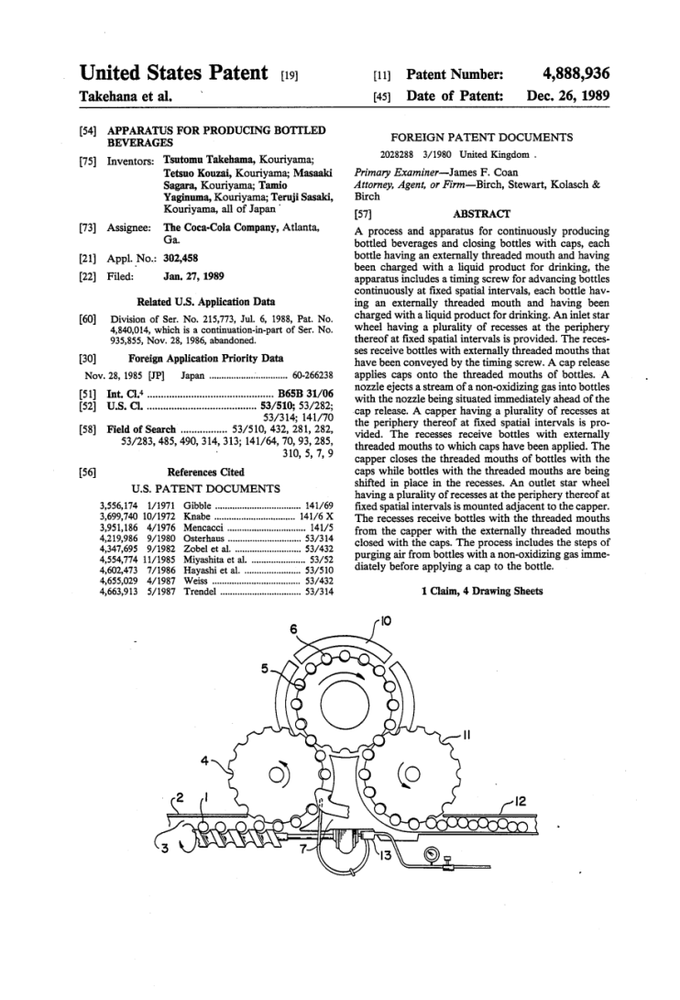 United States Patent [19]
Takehana et al.
[11] Patent Number: 4,888,936
[45] Date of Patent: Dec. 26, 1989
[54] APPARATUS FOR PRODUCING BOTTLED
BEVERAGES
[75] Inventors: Tsutomu Takehama, Kouriyama;
Tetsuo Kouzai, Kouriyama; Masaaki
Sagara, Kouriyama; Tamio
Yaginuma, Kouriyama; Teruji Sasaki,
Kouriyama, all of Japan
[73] Assignee: The Coca-Cola Company, Atlanta,
Ga.
[21] Appl. No.: 302,458
[22] Filed: Jan. 27, 1989
Related U.S. Application Data
[60] Division of Ser. No. 215,773, Jul. 6, 1988, Pat. No.
4,840,014, which is a continuation-in-part of Ser. No.
935,855, Nov. 28, 1986, abandoned.
[30] Foreign Application Priority Data
Nov. 28, 1985 [JP] Japan ................................ 60-266238
[51] Int. Cl.⁴ .......................................... B65B 31/06
[52] U.S. Cl. ..................................... 53/510; 53/282;
53/314; 141/70
[58] Field of Search ................ 53/510, 432, 281, 282,
53/283, 485, 490, 314, 313; 141/64, 70, 93, 285,
310, 5, 7, 9
[56] References Cited
U.S. PATENT DOCUMENTS
3,556,174 1/1971 Gibble .................................. 141/69
3,699,740 10/1972 Knabe ................................ 141/6 X
3,951,186 4/1976 Mencacci ............................... 141/5
4,219,986 9/1980 Osterhaus ............................ 53/314
4,347,695 9/1982 Zobel et al. .......................... 53/432
4,554,774 11/1985 Miyashita et al. ..................... 53/52
4,602,473 7/1986 Hayashi et al. ...................... 53/510
4,655,029 4/1987 Weiss ................................... 53/432
4,663,913 5/1987 Trendel ................................ 53/314
FOREIGN PATENT DOCUMENTS
2028288 3/1980 United Kingdom .
Primary Examiner—James F. Coan
Attorney, Agent, or Firm—Birch, Stewart, Kolasch &
Birch
[57] ABSTRACT
A process and apparatus for continuously producing
bottled beverages and closing bottles with caps, each
bottle having an externally threaded mouth and having
been charged with a liquid product for drinking, the
apparatus includes a timing screw for advancing bottles
continuously at fixed spatial intervals, each bottle hav-
ing an externally threaded mouth and having been
charged with a liquid product for drinking. An inlet star
wheel having a plurality of recesses at the periphery
thereof at fixed spatial intervals is provided. The reces-
ses receive bottles with externally threaded mouths that
have been conveyed by the timing screw. A cap release
applies caps onto the threaded mouths of bottles. A
nozzle ejects a stream of a non-oxidizing gas into bottles
with the nozzle being situated immediately ahead of the
cap release. A capper having a plurality of recesses at
the periphery thereof at fixed spatial intervals is pro-
vided. The recesses receive bottles with externally
threaded mouths to which caps have been applied. The
capper closes the threaded mouths of bottles with the
caps while bottles with the threaded mouths are being
shifted in place in the recesses. An outlet star wheel
having a plurality of recesses at the periphery thereof at
fixed spatial intervals is mounted adjacent to the capper.
The recesses receive bottles with the threaded mouths
from the capper with the externally threaded mouths
closed with the caps. The process includes the steps of
purging air from bottles with a non-oxidizing gas imme-
diately before applying a cap to the bottle.
1 Claim, 4 Drawing Sheets
10
6
5
11
4
2
1
12
3
7
13